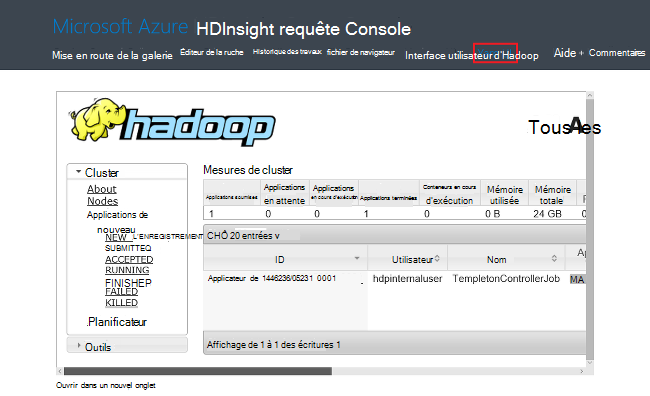 Microsoft Azure HDInsight requête Console
Mise en route de la galerie Éditeur de la ruche Historique des travaux fichier de navigateur Interface utilisateur d'Hadoop Aide + Commentaires
hadoop
Tous les
Cluster
About
Nodes
Applications de
nouveau
NEW L'ENREGISTREMENT
SUBMITTEQ
ACCEPTED
RUNNING
FINISHEP
FAILED
KILLED
.Planificateur
Outils
Mesures de cluster
Applications soumises Applications en attente Applications en cours d'exécution Applications terminées Conteneurs en cours d'exécution Mémoire utilisée Mémoire totale
1 0 0 1 0 0 B 24 GB
CHÔ 20 entrées v
ID Utilisateur Nom
Applicateur de 1446236/05231 0001 hdpinternaluser TempletonControllerJob MA
Affichage de 1 à 1 des écritures 1
Ouvrir dans un nouvel onglet